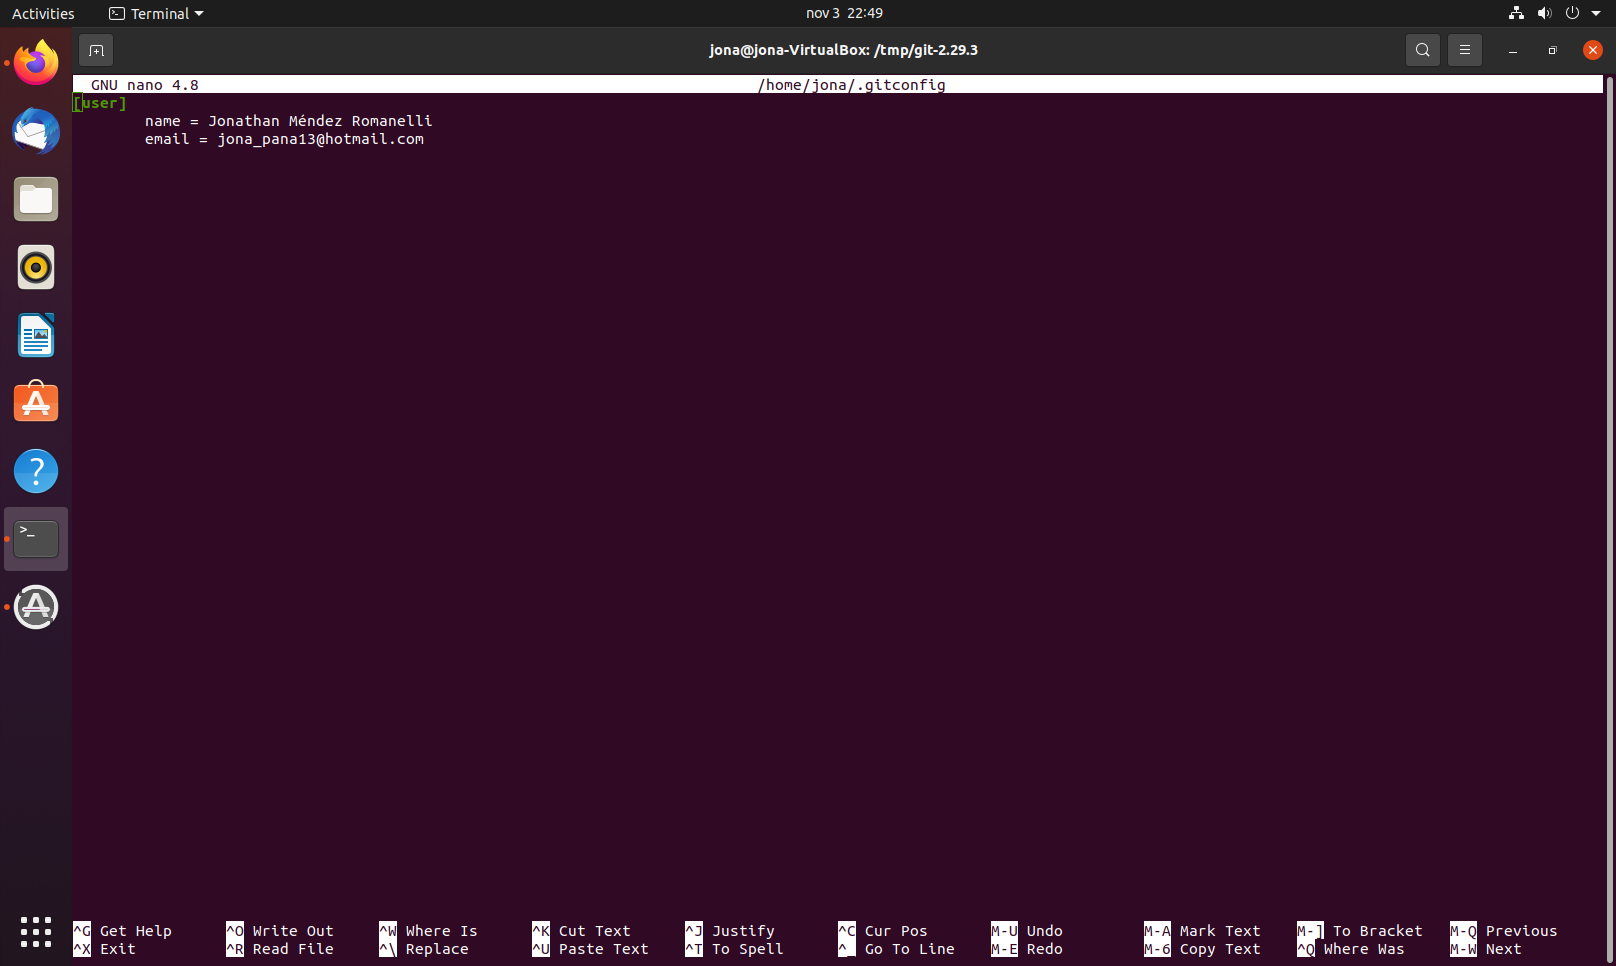 Activities Terminal nov 3 22:49
jona@jona-VirtualBox: /tmp/git-2.29.3
GNU nano 4.8 /home/jona/.gitconfig
[user]
name = Jonathan Méndez Romanelli
email = jona_pana13@hotmail.com
^G Get Help ^O Write Out ^W Where Is ^K Cut Text ^J Justify ^C Cur Pos M-U Undo M-A Mark Text M-] To Bracket M-Q Previous
^X Exit ^R Read File ^\ Replace ^U Paste Text ^T To Spell ^_ Go To Line M-E Redo M-6 Copy Text ^Q Where Was M-W Next